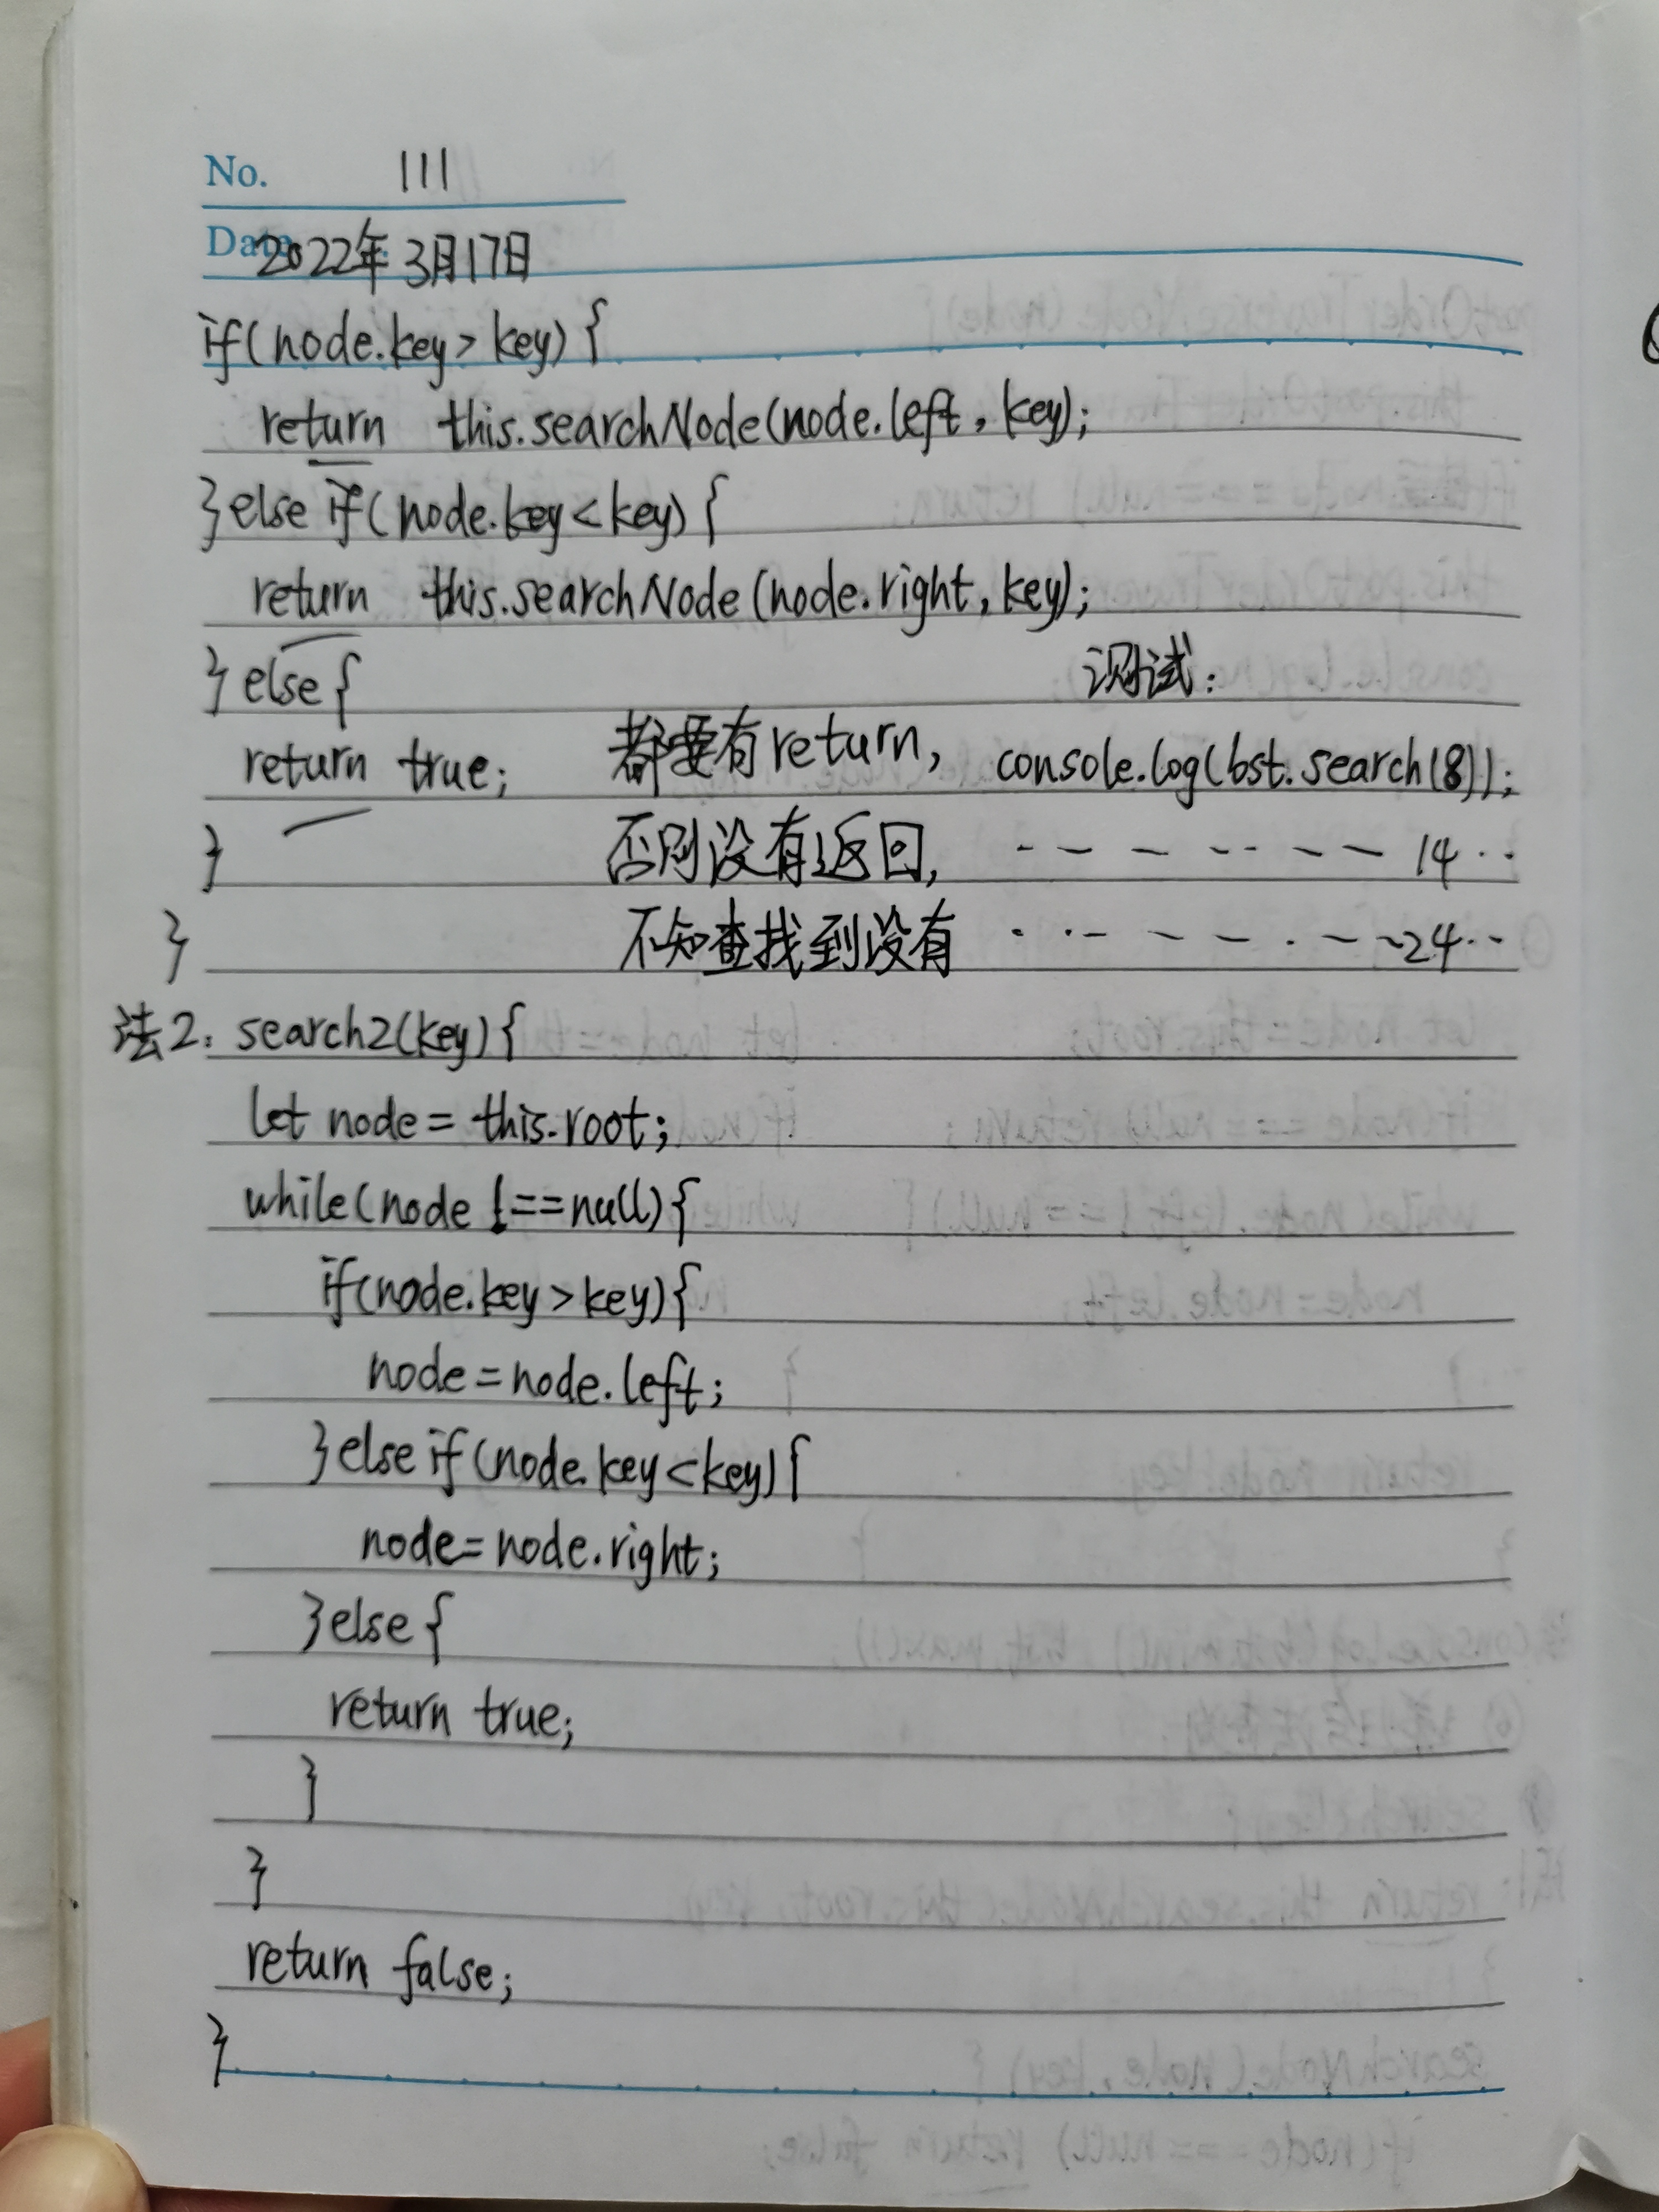 No. 111
Date 2022年3月17日
if(node.key > key) {
return this.searchNode(node.left, key);
}else if(node.key < key) {
return this.searchNode(node.right, key);
} else {
测试:
return true; 都要有return, console.log(bst.search(8));
} 否则没有返回, - - - - - - - 14 ··
} 不知查找到没有 · ·- - - - · - - ~24··
法2: search2(key) {
let node = this.root;
while(node !== null) {
if(node.key > key) {
node = node.left;
} else if (node.key < key) {
node = node.right;
} else {
return true;
}
}
return false;
}